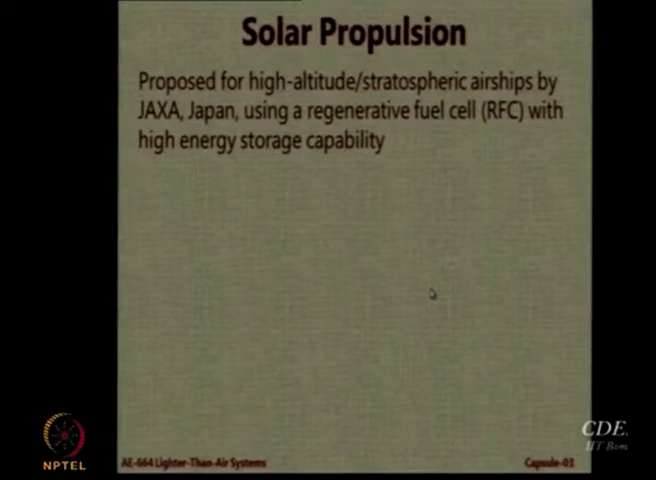 Solar Propulsion
Proposed for high-altitude/stratospheric airships by
JAXA, Japan, using a regenerative fuel cell (RFC) with
high energy storage capability
NPTEL
AE-664 Lighter-Than-Air Systems
Capsule-03
CDE,
IIT Bom